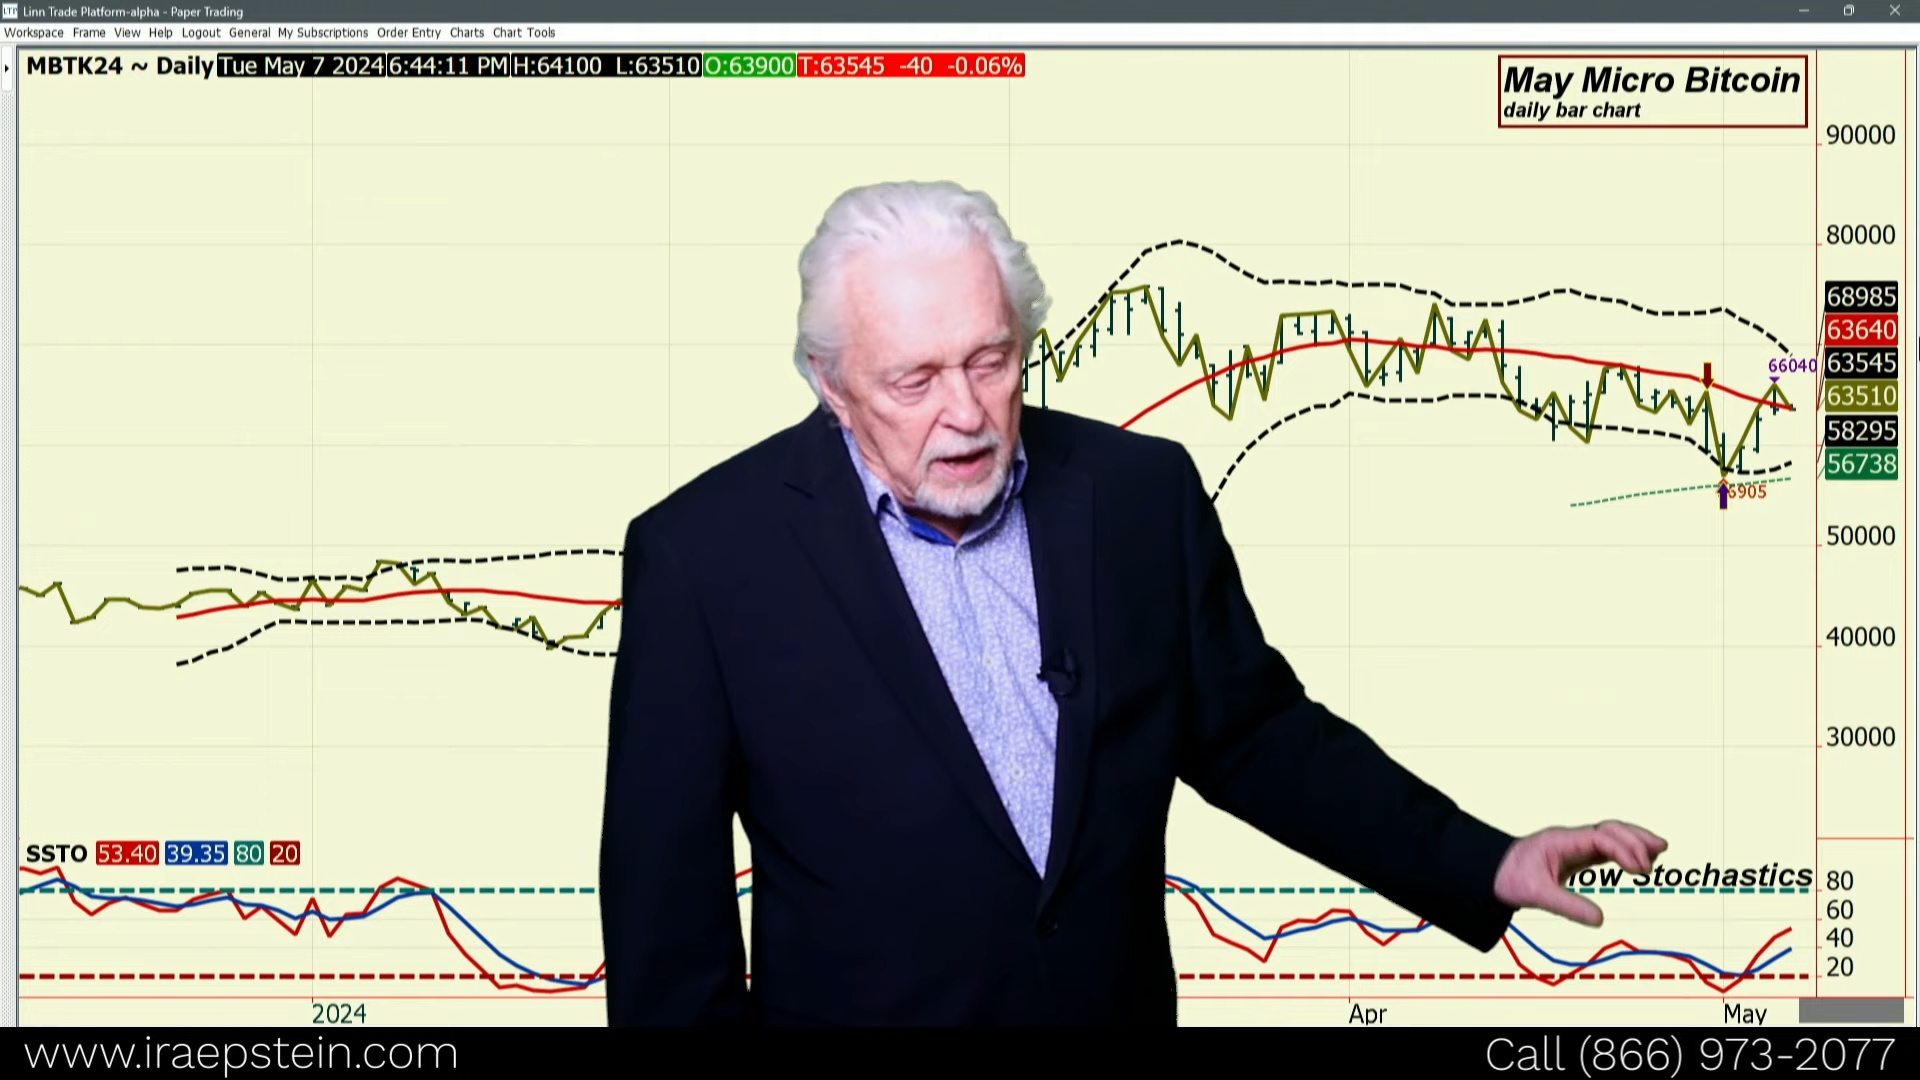 LTP Linn Trade Platform-alpha - Paper Trading
Workspace Frame View Help Logout General My Subscriptions Order Entry Charts Chart Tools
MBTK24 ~ Daily Tue May 7 2024 6:44:11 PM H:64100 L:63510 O:63900 T:63545 -40 -0.06%
May Micro Bitcoin
daily bar chart
90000
80000
68985
63640
66040
63545
63510
58295
56738
6905
50000
40000
30000
SSTO 53.40 39.35 80 20
low Stochastics
80
60
40
20
2024 Apr May
www.iraepstein.com
Call (866) 973-2077